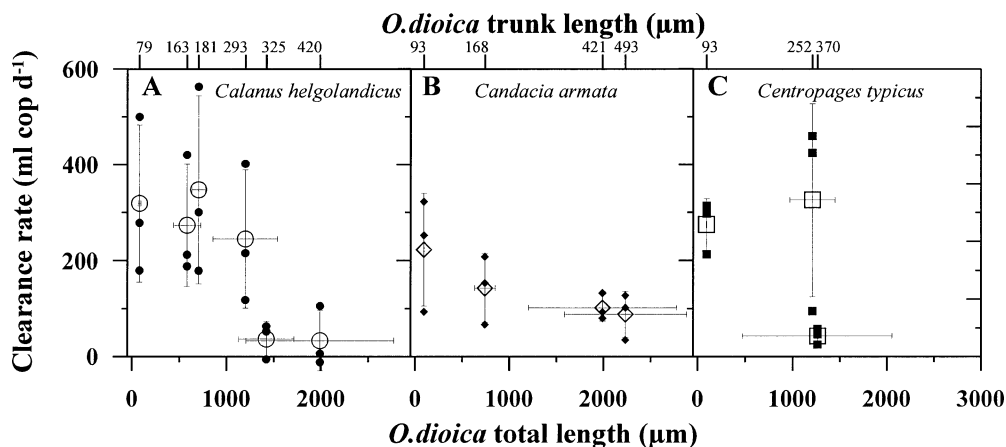 O.dioica trunk length (µm)
79 163 181 293 325 420 93 168 421 493 93 252 370
600 A Calanus helgolandicus B Candacia armata C Centropages typicus
400
200
0
Clearance rate (ml cop d-1)
0 1000 2000 0 1000 2000 0 1000 2000 3000
O.dioica total length (µm)